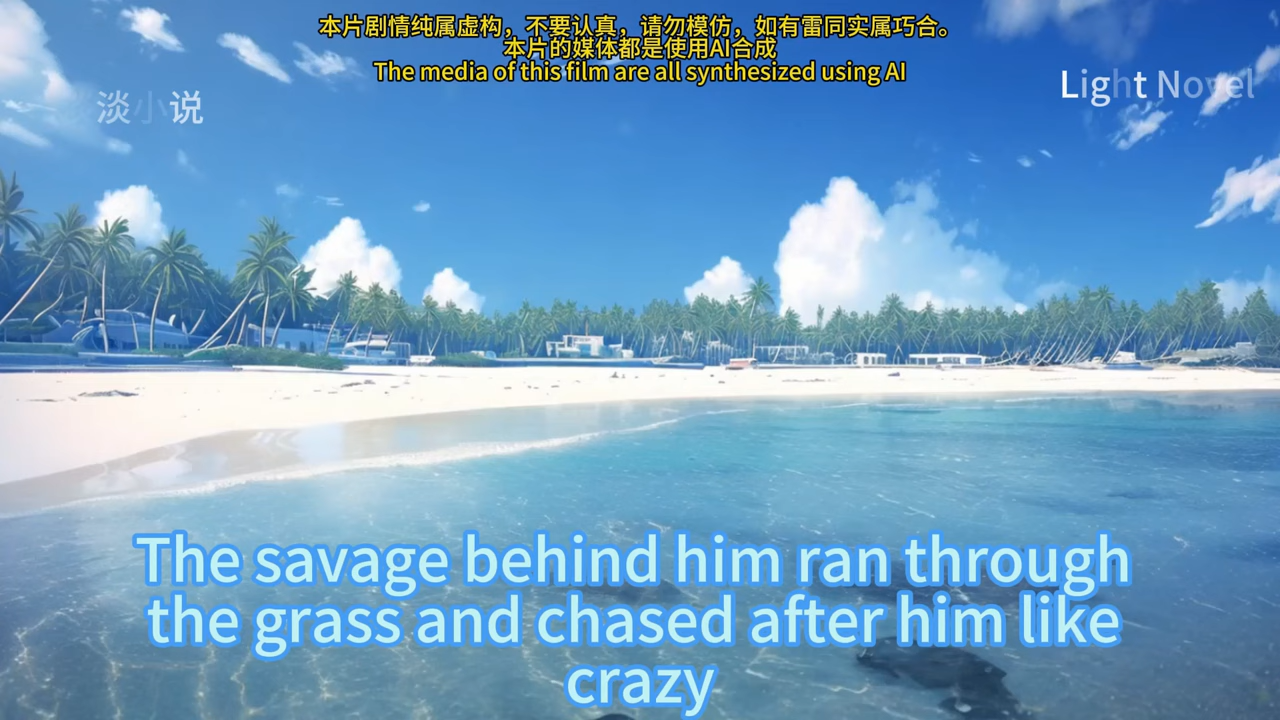 本片剧情纯属虚构，不要认真，请勿模仿，如有雷同实属巧合。
本片的媒体都是使用AI合成
The media of this film are all synthesized using AI
淡小说
Light Novel
The savage behind him ran through
the grass and chased after him like
crazy